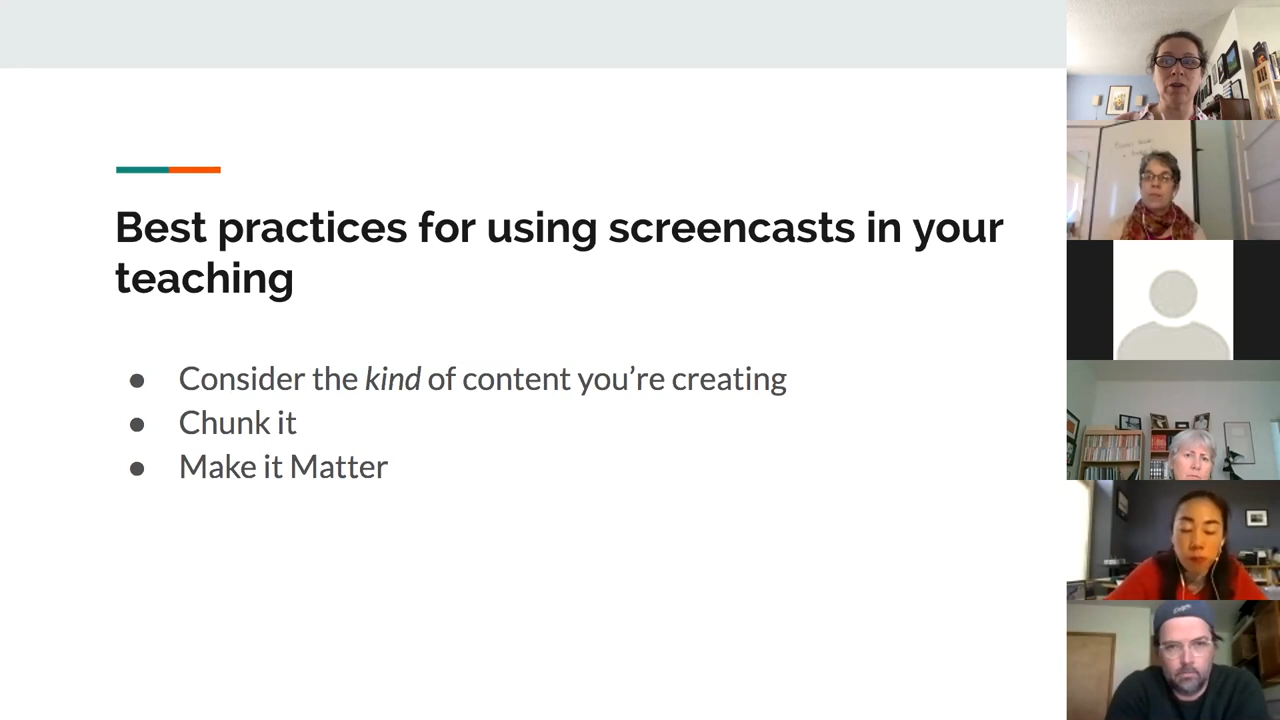 Best practices for using screencasts in your
teaching
● Consider the kind of content you’re creating
● Chunk it
● Make it Matter